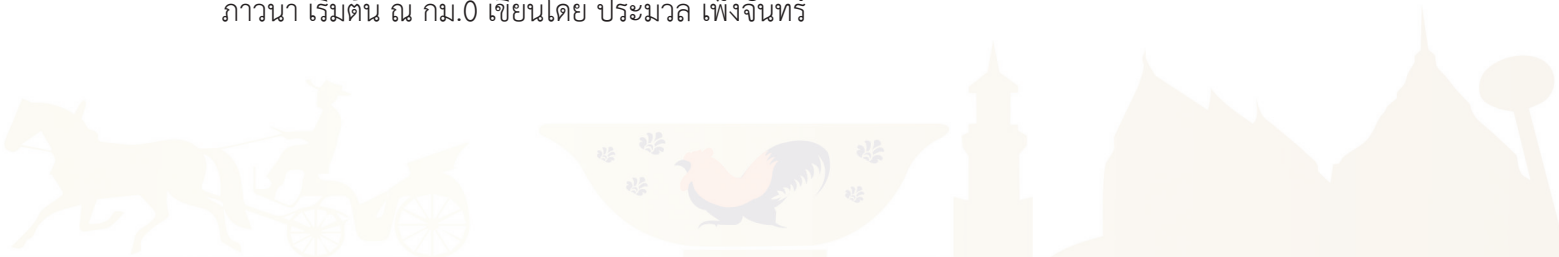 ภาวนา เริ่มต้น ณ กม.0 เขียนโดย ประมวล เพ็งจันทร์